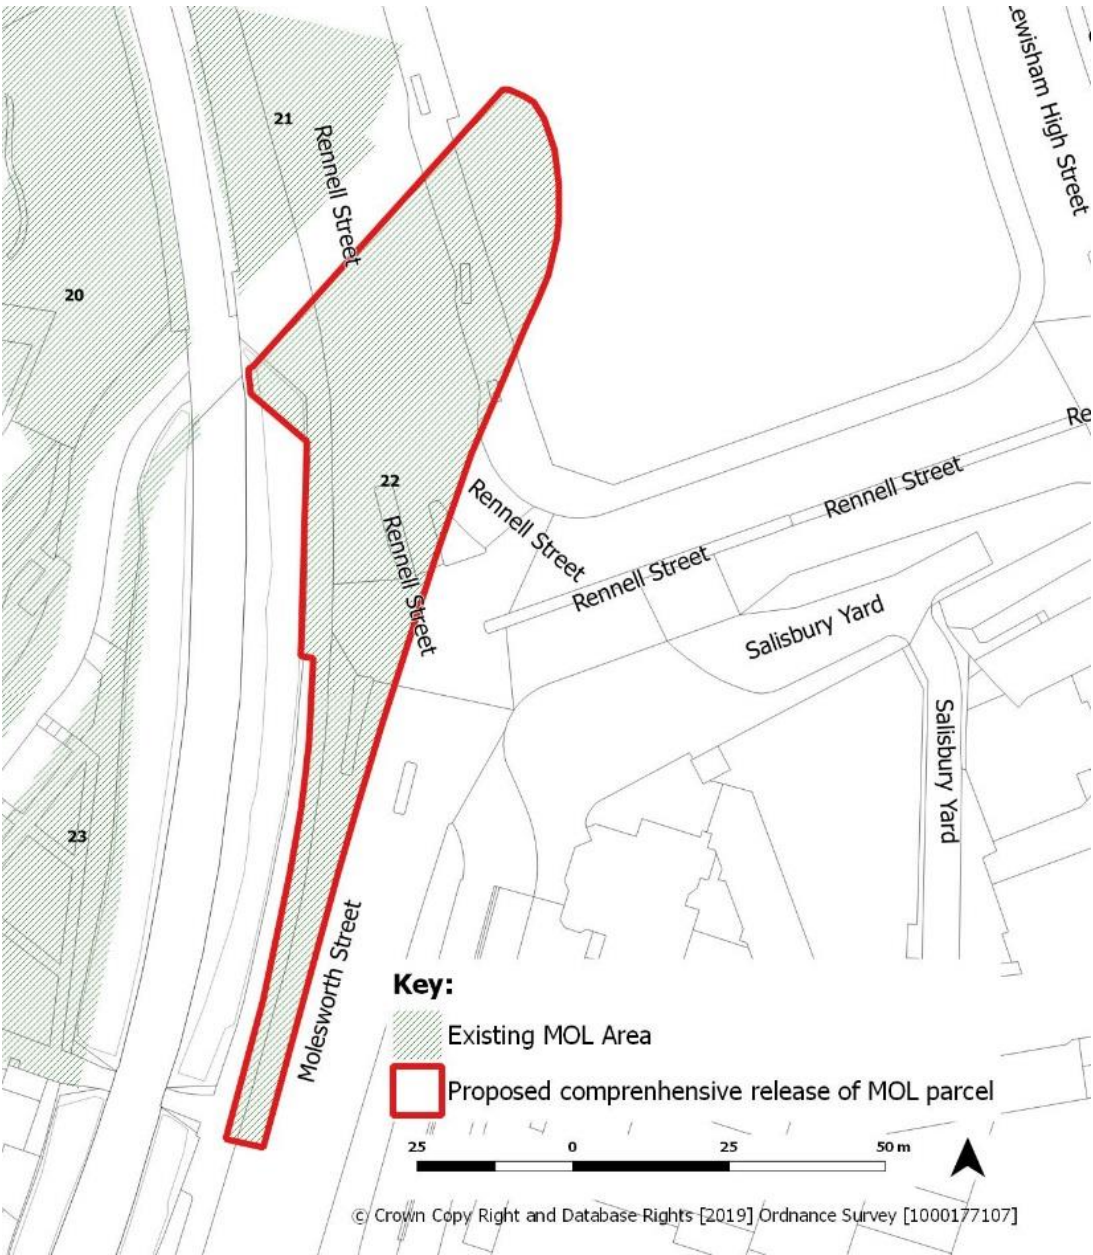 Lewisham High Street
21
Rennell Street
20
Re
22
Rennell Street
Rennell Street
Rennell Street
Rennell Street
Salisbury Yard
Salisbury Yard
23
Molesworth Street
Key:
Existing MOL Area
Proposed comprenhensive release of MOL parcel
25 0 25 50 m
© Crown Copy Right and Database Rights [2019] Ordnance Survey [1000177107]